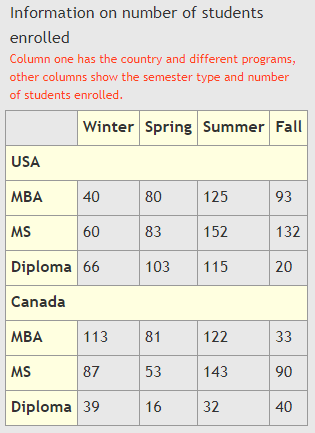 Information on number of students
enrolled
Column one has the country and different programs,
other columns show the semester type and number
of students enrolled.
Winter Spring Summer Fall
USA
MBA 40 80 125 93
MS 60 83 152 132
Diploma 66 103 115 20
Canada
MBA 113 81 122 33
MS 87 53 143 90
Diploma 39 16 32 40